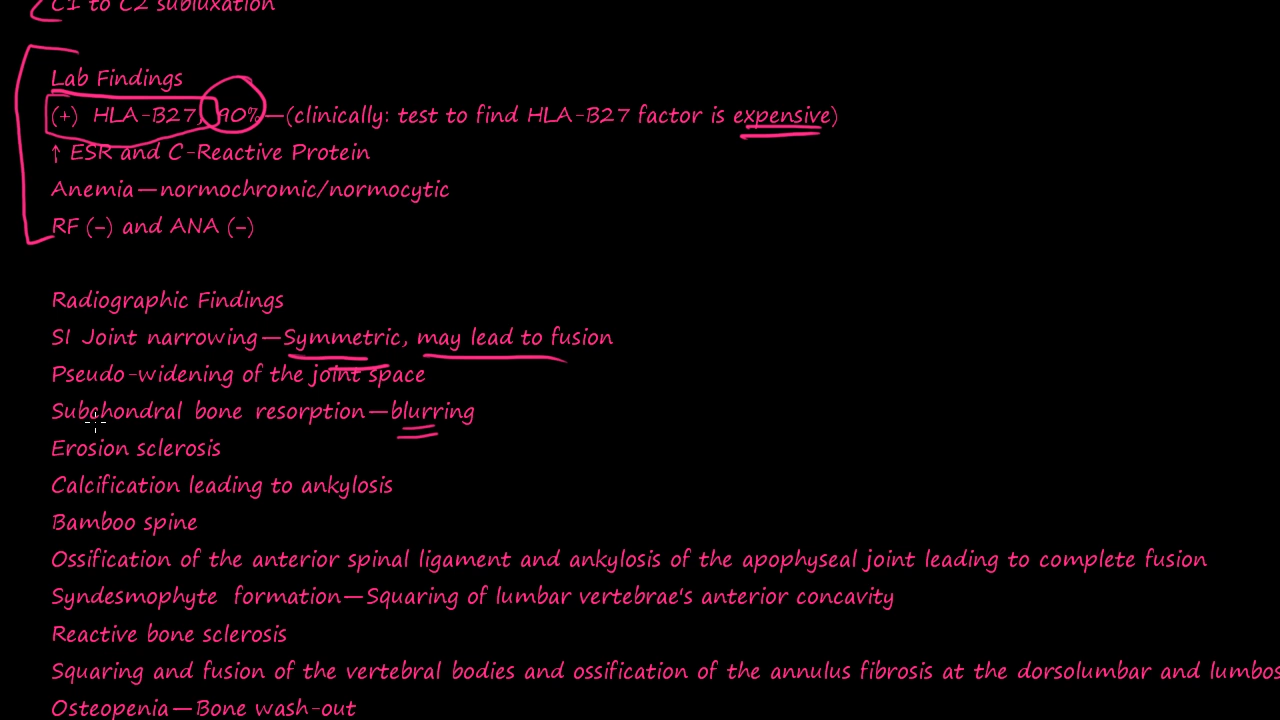 C1 to C2 subluxation
Lab Findings
(+) HLA-B27, 90%—(clinically: test to find HLA-B27 factor is expensive)
↑ ESR and C-Reactive Protein
Anemia—normochromic/normocytic
RF (-) and ANA (-)
Radiographic Findings
SI Joint narrowing—Symmetric, may lead to fusion
Pseudo-widening of the joint space
Subchondral bone resorption—blurring
Erosion sclerosis
Calcification leading to ankylosis
Bamboo spine
Ossification of the anterior spinal ligament and ankylosis of the apophyseal joint leading to complete fusion
Syndesmophyte formation—Squaring of lumbar vertebrae's anterior concavity
Reactive bone sclerosis
Squaring and fusion of the vertebral bodies and ossification of the annulus fibrosis at the dorsolumbar and lumbos
Osteopenia—Bone wash-out